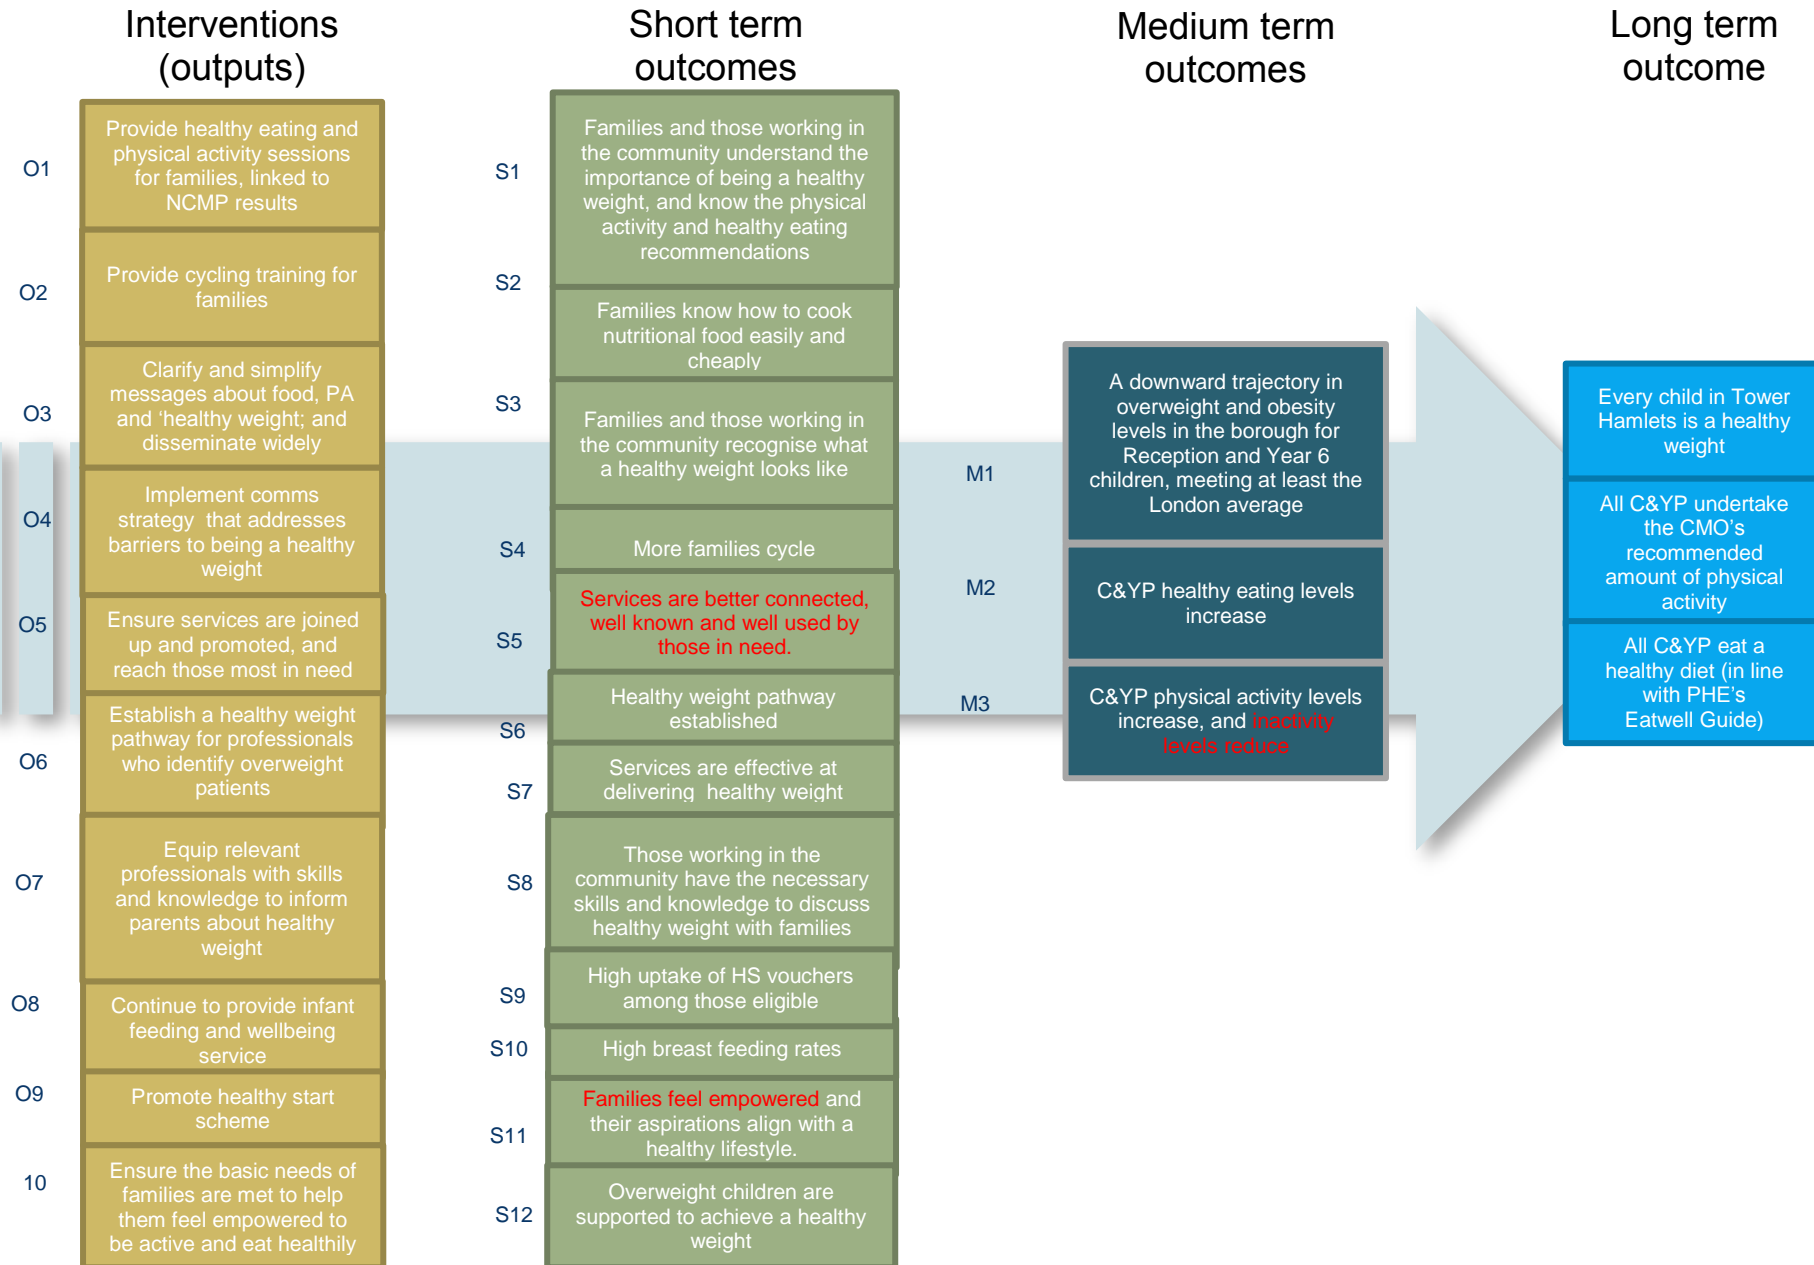 Interventions
(outputs)
O1
Provide healthy eating and
physical activity sessions
for families, linked to
NCMP results
O2
Provide cycling training for
families
O3
Clarify and simplify
messages about food, PA
and ‘healthy weight; and
disseminate widely
O4
Implement comms
strategy  that addresses
barriers to being a healthy
weight
O5
Ensure services are joined
up and promoted, and
reach those most in need
O6
Establish a healthy weight
pathway for professionals
who identify overweight
patients
O7
Equip relevant
professionals with skills
and knowledge to inform
parents about healthy
weight
O8
Continue to provide infant
feeding and wellbeing
service
O9
Promote healthy start
scheme
10
Ensure the basic needs of
families are met to help
them feel empowered to
be active and eat healthily
Short term
outcomes
S1
Families and those working in
the community understand the
importance of being a healthy
weight, and know the physical
activity and healthy eating
recommendations
S2
Families know how to cook
nutritional food easily and
cheaply
S3
Families and those working in
the community recognise what
a healthy weight looks like
S4
More families cycle
S5
Services are better connected,
well known and well used by
those in need.
S6
Healthy weight pathway
established
S7
Services are effective at
delivering  healthy weight
S8
Those working in the
community have the necessary
skills and knowledge to discuss
healthy weight with families
S9
High uptake of HS vouchers
among those eligible
S10
High breast feeding rates
S11
Families feel empowered and
their aspirations align with a
healthy lifestyle.
S12
Overweight children are
supported to achieve a healthy
weight
Medium term
outcomes
M1
A downward trajectory in
overweight and obesity
levels in the borough for
Reception and Year 6
children, meeting at least the
London average
M2
C&YP healthy eating levels
increase
M3
C&YP physical activity levels
increase, and inactivity
levels reduce
Long term
outcome
Every child in Tower
Hamlets is a healthy
weight
All C&YP undertake
the CMO’s
recommended
amount of physical
activity
All C&YP eat a
healthy diet (in line
with PHE’s
Eatwell Guide)